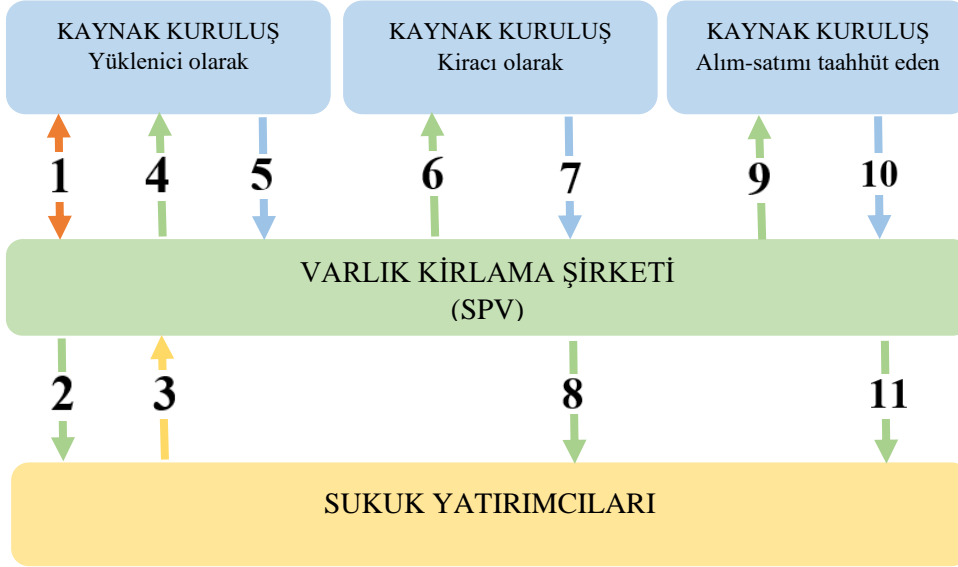 KAYNAK KURULUŞ
Yüklenici olarak
KAYNAK KURULUŞ
Kiracı olarak
KAYNAK KURULUŞ
Alım-satımı taahhüt eden
1
4
5
6
7
9
10
VARLIK KİRLAMA ŞİRKETİ
(SPV)
2
3
8
11
SUKUK YATIRIMCILARI